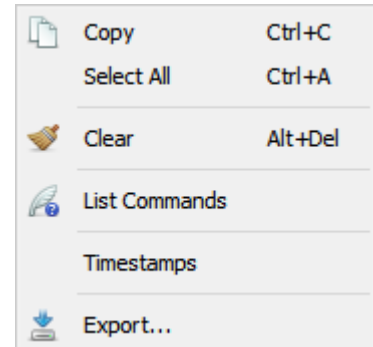 Copy Ctrl+C
Select All Ctrl+A
Clear Alt+Del
List Commands
Timestamps
Export...